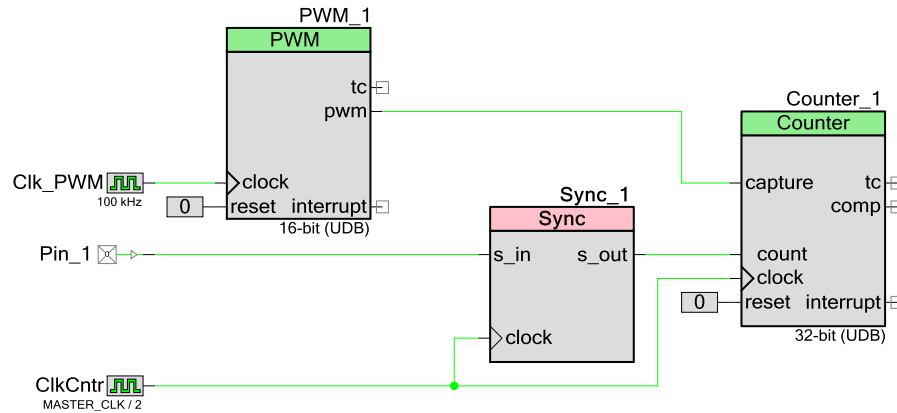 PWM_1
PWM
tc
pwm
Clk_PWM
100 kHz
clock
0
reset
interrupt
16-bit (UDB)
Pin_1
Sync_1
Sync
s_in
s_out
clock
ClkCntr
MASTER_CLK / 2
Counter_1
Counter
capture
tc
comp
count
clock
0
reset
interrupt
32-bit (UDB)